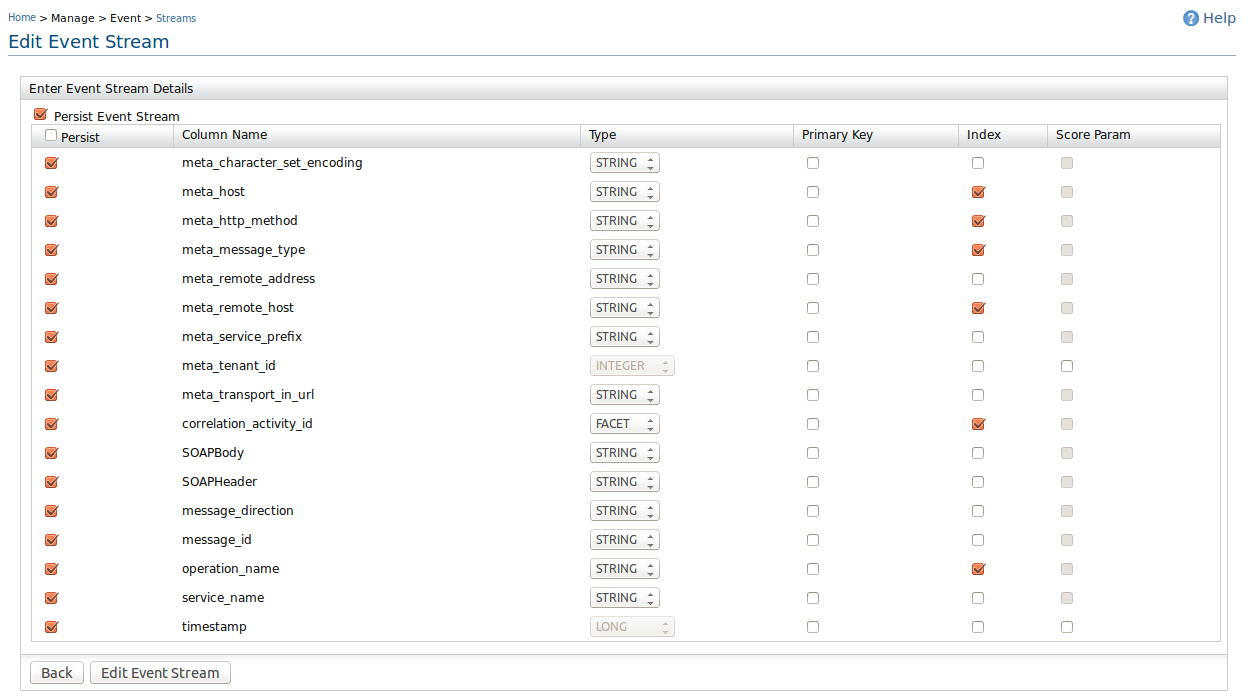 Home > Manage > Event > Streams
? Help
Edit Event Stream
Enter Event Stream Details
Persist Event Stream
Persist Column Name Type Primary Key Index Score Param
meta_character_set_encoding STRING
meta_host STRING
meta_http_method STRING
meta_message_type STRING
meta_remote_address STRING
meta_remote_host STRING
meta_service_prefix STRING
meta_tenant_id INTEGER
meta_transport_in_url STRING
correlation_activity_id FACET
SOAPBody STRING
SOAPHeader STRING
message_direction STRING
message_id STRING
operation_name STRING
service_name STRING
timestamp LONG
Back Edit Event Stream